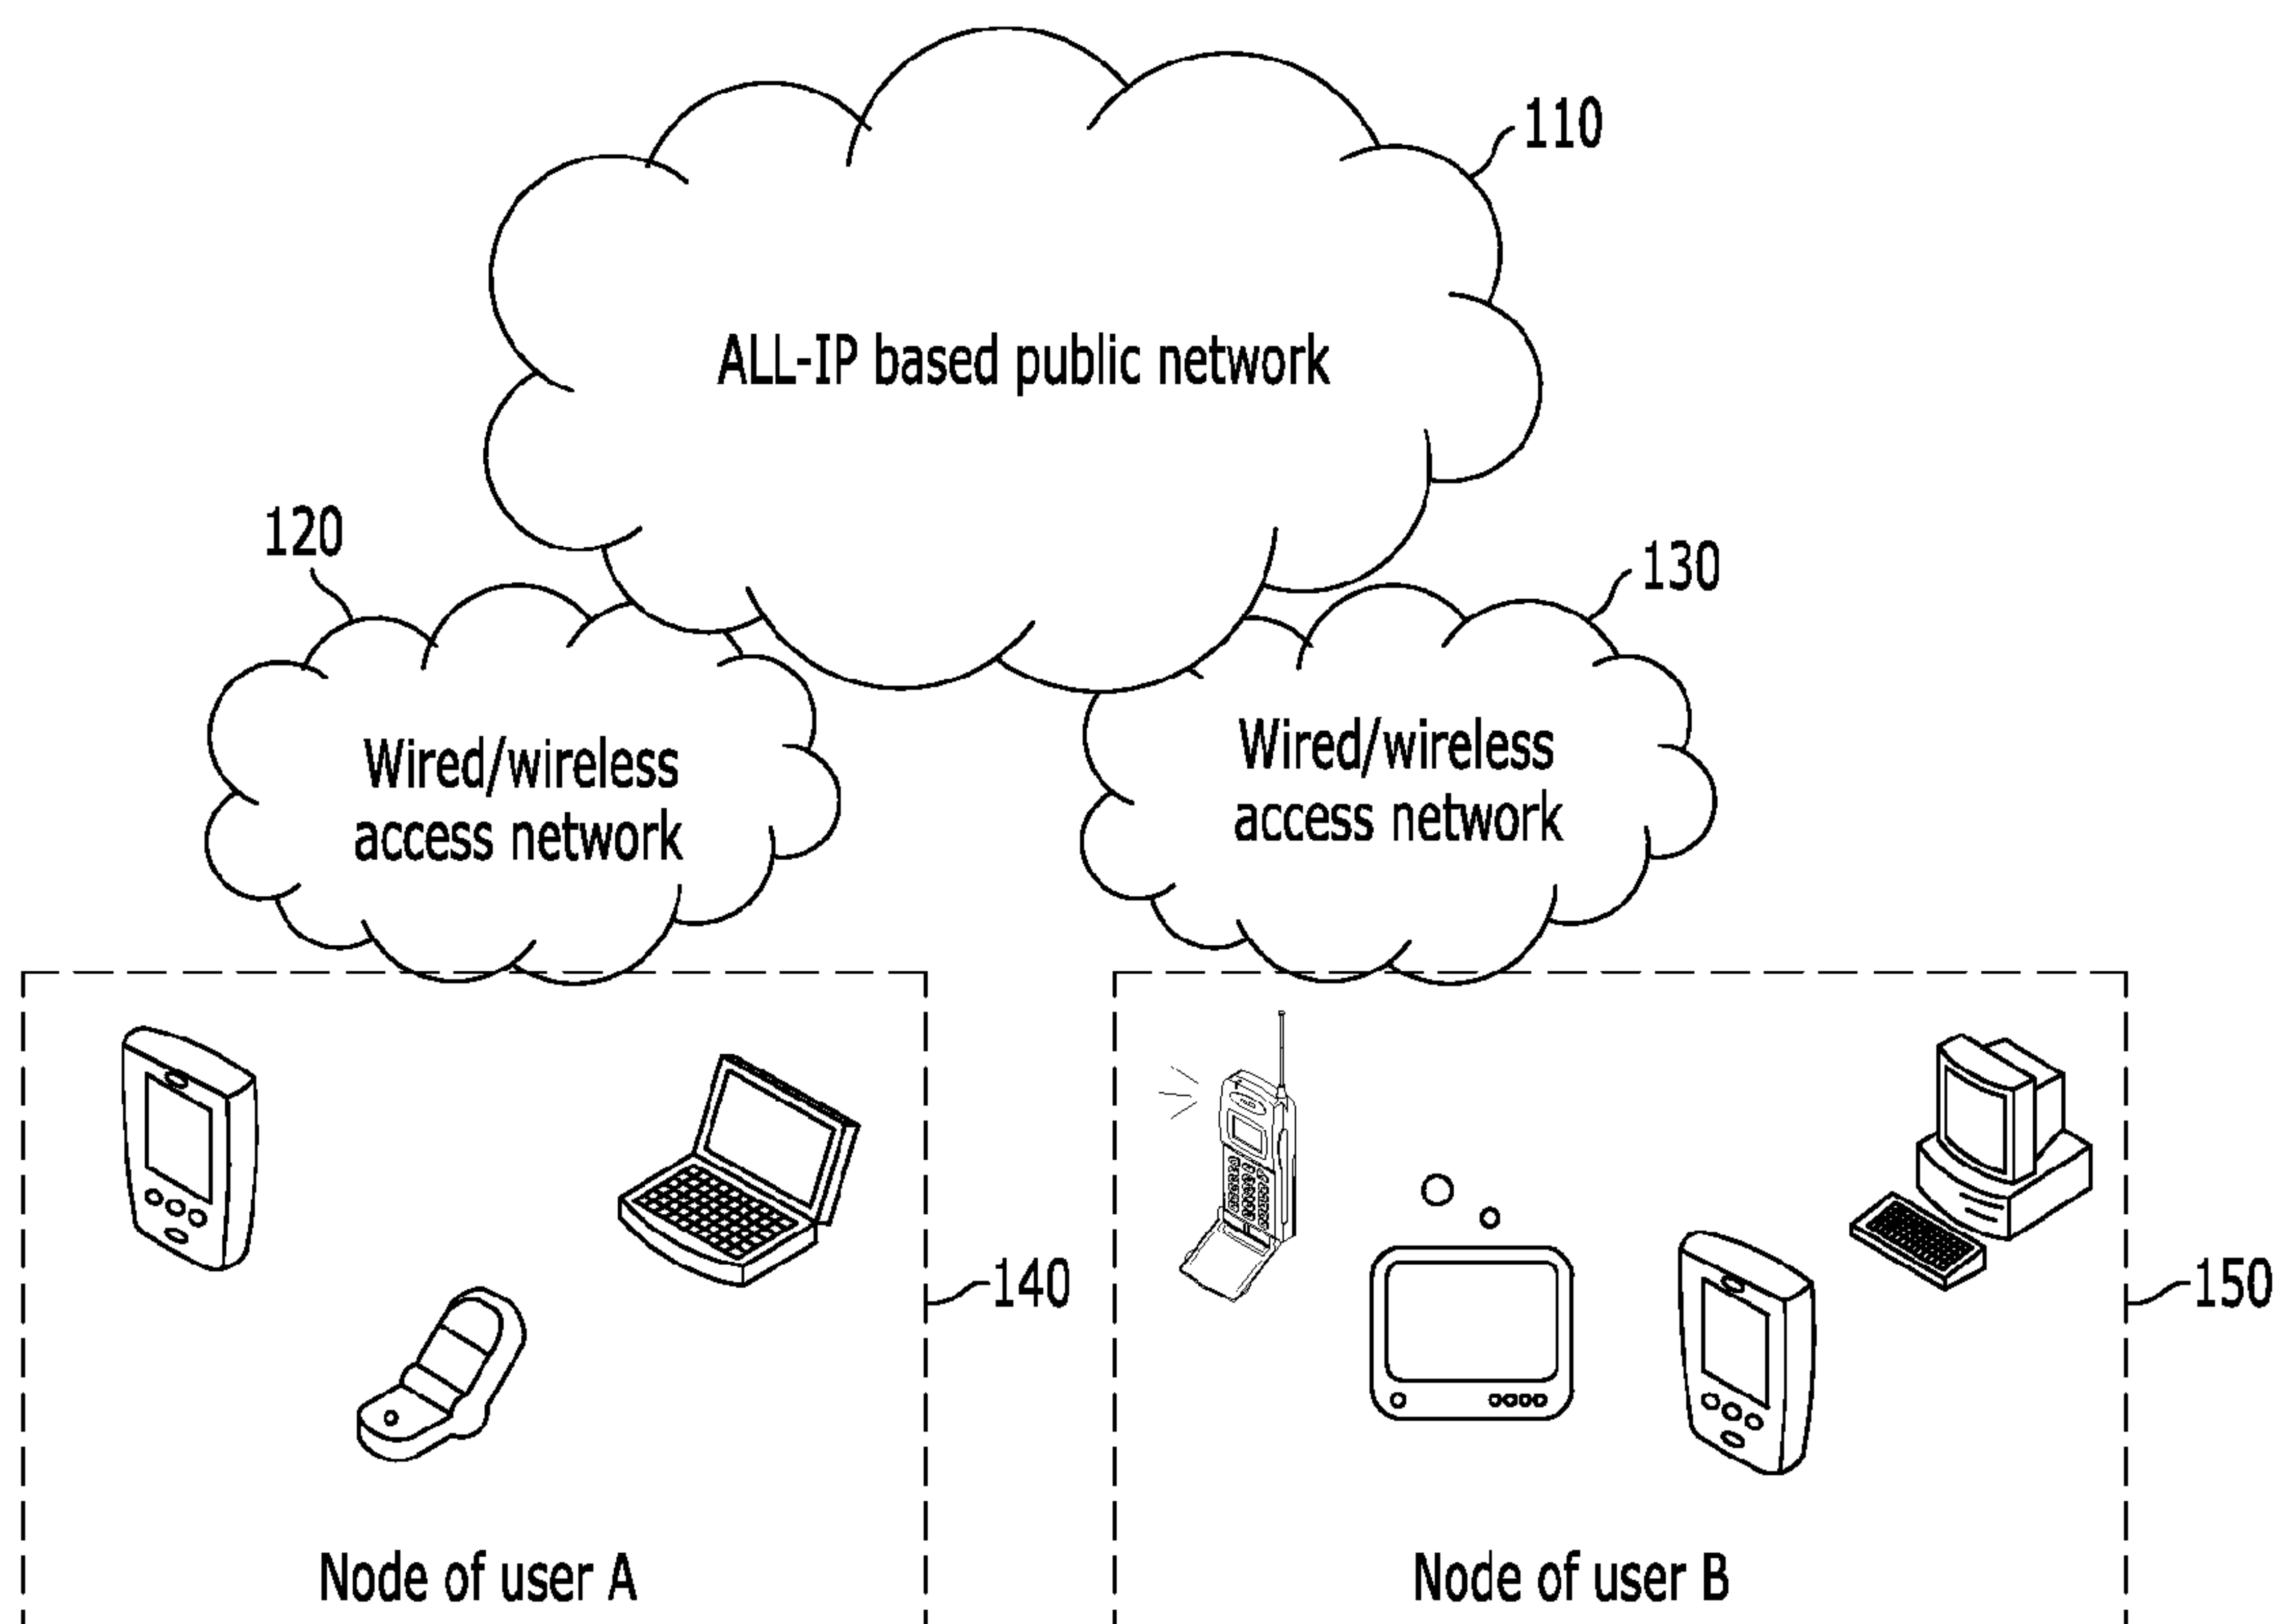 110
ALL-IP based public network
120
130
Wired/wireless
access network
Wired/wireless
access network
140
150
Node of user A
Node of user B